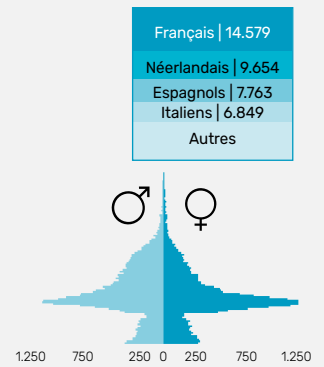 Français | 14.579
Néerlandais | 9.654
Espagnols | 7.763
Italiens | 6.849
Autres
1.250 750 250 0 250 750 1.250